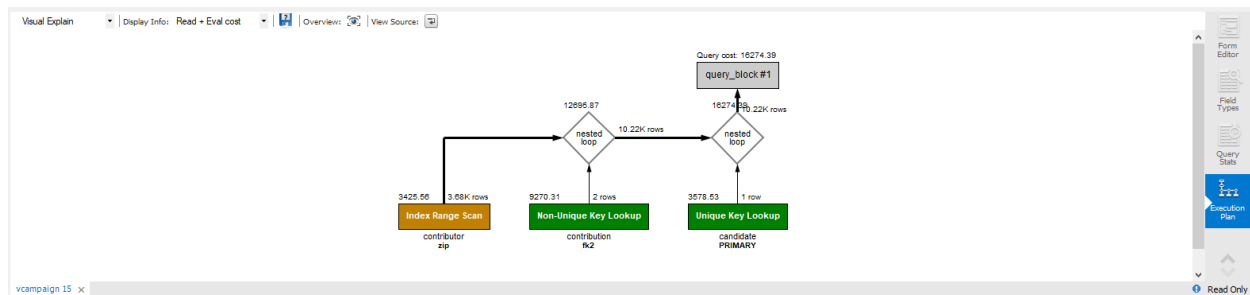 Visual Explain
Display Info: Read + Eval cost
Overview:
View Source:
Form
Editor
Field
Types
Query
Stats
Execution
Plan
Query cost: 16274.39
query_block #1
12695.87
16274.39
10.22K rows
nested
loop
10.22K rows
nested
loop
3425.56
3.68K rows
9270.31
2 rows
3578.53
1 row
Index Range Scan
Non-Unique Key Lookup
Unique Key Lookup
contributor
zip
contribution
fk2
candidate
PRIMARY
vcampaign 15
Read Only